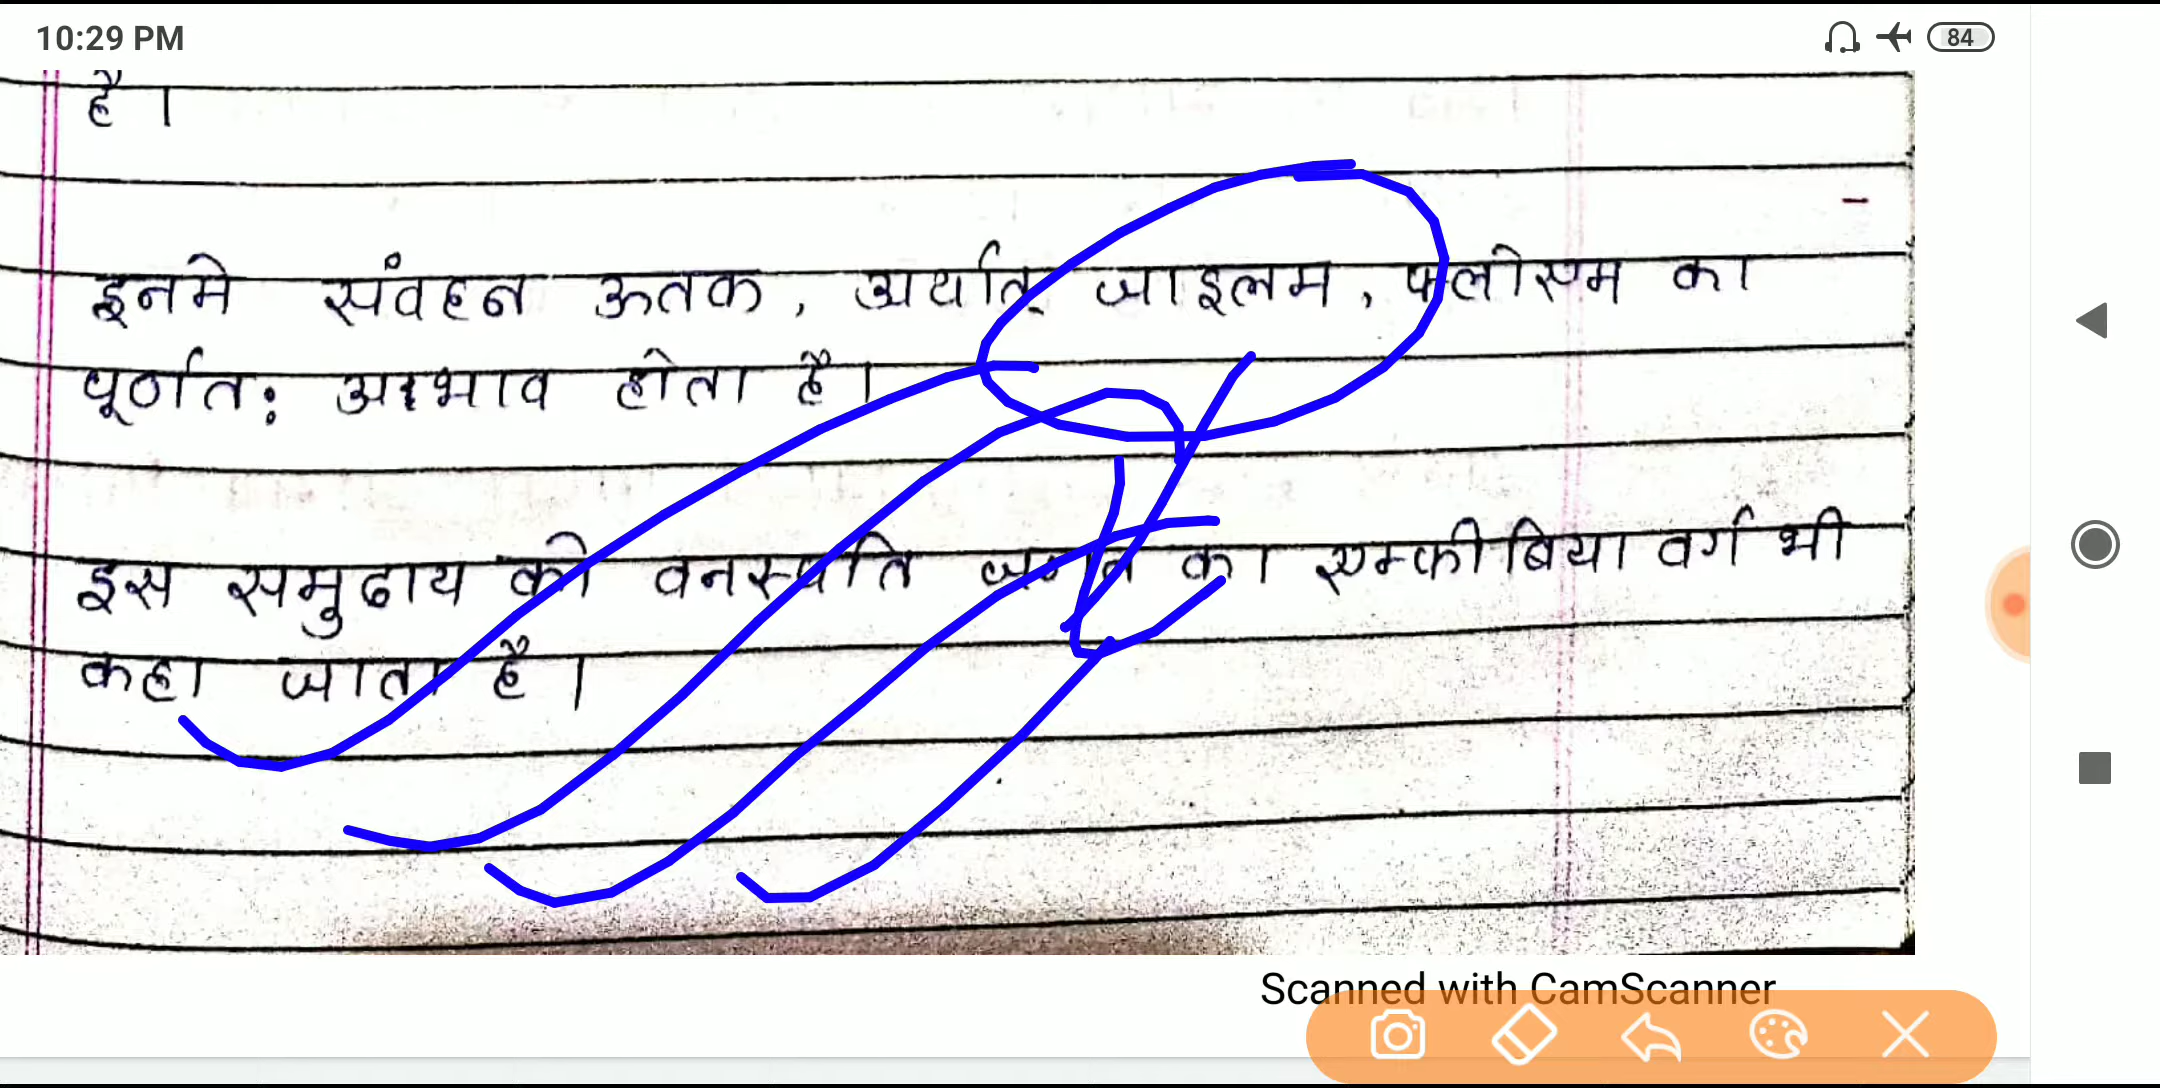 10:29 PM
84
है।
इनमे संवहन ऊतक, अर्यात् जाइलम, फ्लोएम का
पूर्णतः अभाव होता है।
इस समुदाय को वनस्पति जगत का एम्फीबिया वर्ग भी
कहा जाता है।
Scanned with CamScanner